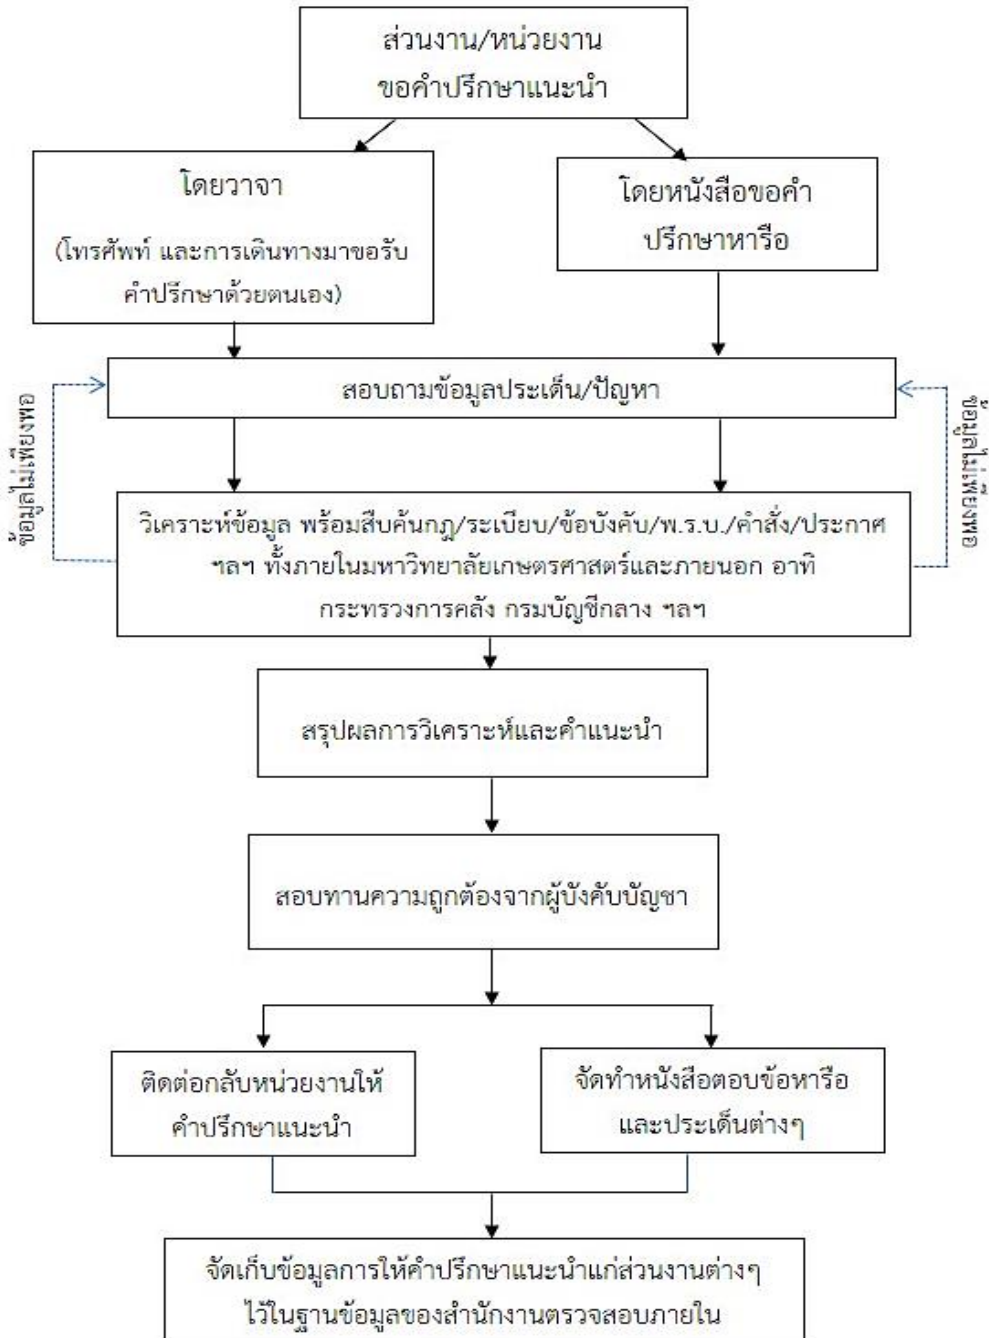 ส่วนงาน/หน่วยงาน
ขอคำปรึกษาแนะนำ
โดยวาจา
(โทรศัพท์ และการเดินทางมาขอรับ
คำปรึกษาด้วยตนเอง)
โดยหนังสือขอคำ
ปรึกษาหารือ
สอบถามข้อมูลประเด็น/ปัญหา
ข้อมูลไม่เพียงพอ
ข้อมูลไม่เพียงพอ
วิเคราะห์ข้อมูล พร้อมสืบค้นกฎ/ระเบียบ/ข้อบังคับ/พ.ร.บ./คำสั่ง/ประกาศ
ฯลฯ ทั้งภายในมหาวิทยาลัยเกษตรศาสตร์และภายนอก อาทิ
กระทรวงการคลัง กรมบัญชีกลาง ฯลฯ
สรุปผลการวิเคราะห์และคำแนะนำ
สอบทานความถูกต้องจากผู้บังคับบัญชา
ติดต่อกลับหน่วยงานให้
คำปรึกษาแนะนำ
จัดทำหนังสือตอบข้อหารือ
และประเด็นต่างๆ
จัดเก็บข้อมูลการให้คำปรึกษาแนะนำแก่ส่วนงานต่างๆ
ไว้ในฐานข้อมูลของสำนักงานตรวจสอบภายใน